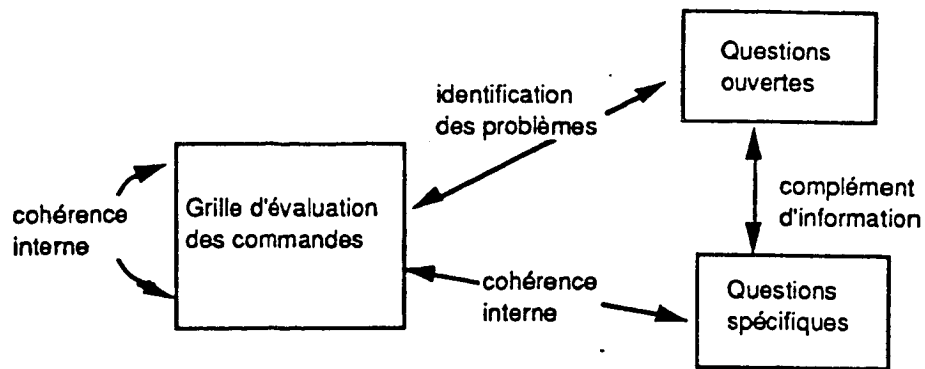 Questions
ouvertes
identification
des problèmes
complément
d'information
Grille d'évaluation
des commandes
cohérence
interne
cohérence
interne
Questions
spécifiques